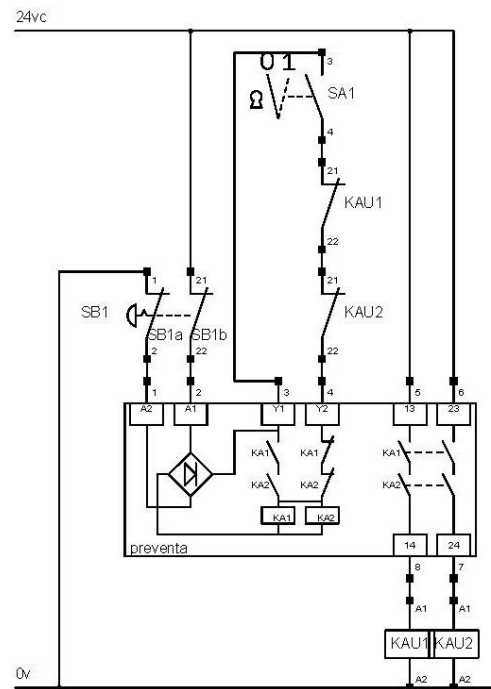 24vc
3
0 1
SA1
4
21
KAU1
22
1
21
21
SB1
SB1a
SB1b
KAU2
2
22
22
1
2
3
4
5
6
A2
A1
Y1
Y2
13
23
KA1
KA1
KA1
KA2
KA2
KA2
KA1
KA2
preventa
14
24
8
7
A1
A1
KAU1
KAU2
0v
A2
A2